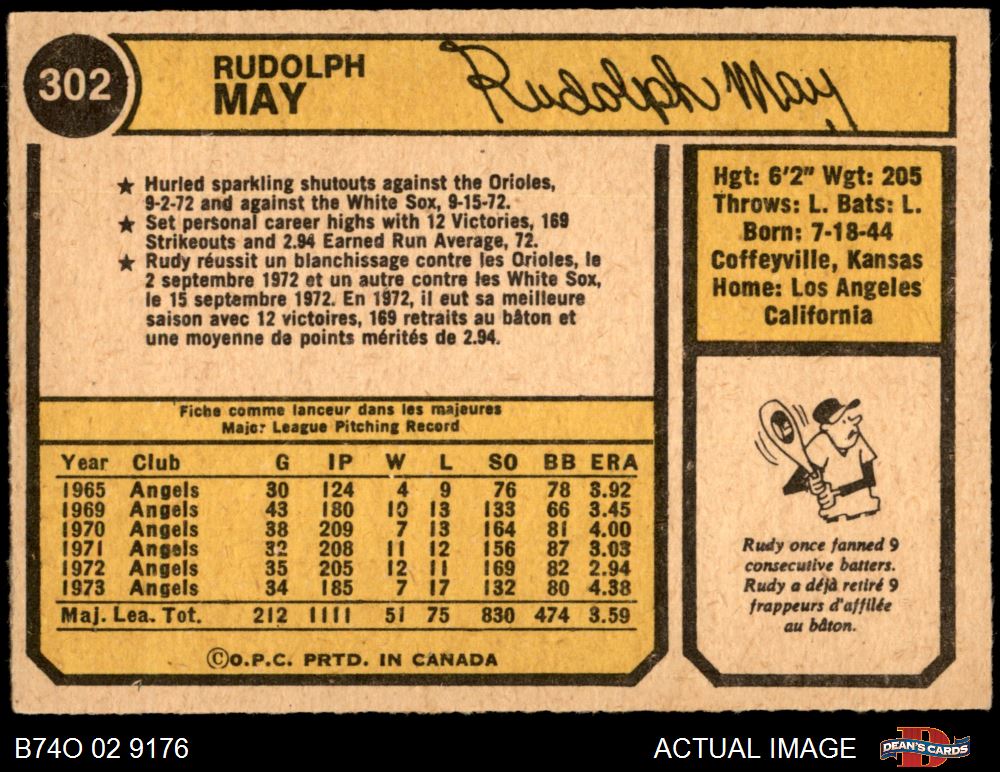 302
RUDOLPH
MAY
Rudolph May
★ Hurled sparkling shutouts against the Orioles,
9-2-72 and against the White Sox, 9-15-72.
★ Set personal career highs with 12 Victories, 169
Strikeouts and 2.94 Earned Run Average, 72.
★ Rudy réussit un blanchissage contre les Orioles, le
2 septembre 1972 et un autre contre les White Sox,
le 15 septembre 1972. En 1972, il eut sa meilleure
saison avec 12 victoires, 169 retraits au bâton et
une moyenne de points mérités de 2.94.
Hgt: 6'2" Wgt: 205
Throws: L. Bats: L.
Born: 7-18-44
Coffeyville, Kansas
Home: Los Angeles
California
Fiche comme lanceur dans les majeures
Major League Pitching Record
Year Club G IP W L SO BB ERA
1965 Angels 30 124 4 9 76 78 3.92
1969 Angels 43 180 10 13 133 66 3.45
1970 Angels 38 209 7 13 164 81 4.00
1971 Angels 32 208 11 12 156 87 3.03
1972 Angels 35 205 12 11 169 82 2.94
1973 Angels 34 185 7 17 132 80 4.38
Maj. Lea. Tot. 212 1111 51 75 830 474 3.59
©O.P.C. PRTD. IN CANADA
Rudy once fanned 9
consecutive batters.
Rudy a déjà retiré 9
frappeurs d'affilée
au bâton.
B74O 02 9176
ACTUAL IMAGE
DEAN'S CARDS